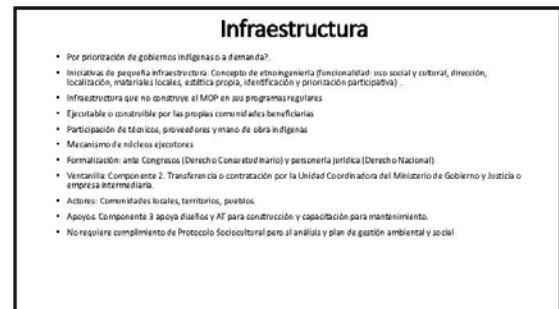 Infraestructura
• Por priorización de gobiernos indígenas o a demanda?.
• Iniciativas de pequeña infraestructura. Concepto de etnoingeniería (funcionalidad: uso social y cultural, dirección,
localización, materiales locales, estética propia, identificación y priorización participativa) .
• Infraestructura que no construye el MOP en sus programas regulares
• Ejecutable o construible por las propias comunidades beneficiarias
• Participación de técnicos, proveedores y mano de obra indígenas
• Mecanismo de núcleos ejecutores
• Formalización: ante Congresos (Derecho Consuetudinario) y personería jurídica (Derecho Nacional)
• Ventanilla: Componente 2. Transferencia o contratación por la Unidad Coordinadora del Ministerio de Gobierno y Justicia o
empresa intermediaria.
• Actores: Comunidades locales, territorios, pueblos.
• Apoyos. Componente 3 apoya diseños y AT para construcción y capacitación para mantenimiento.
• No requiere cumplimiento de Protocolo Sociocultural pero sí análisis y plan de gestión ambiental y social